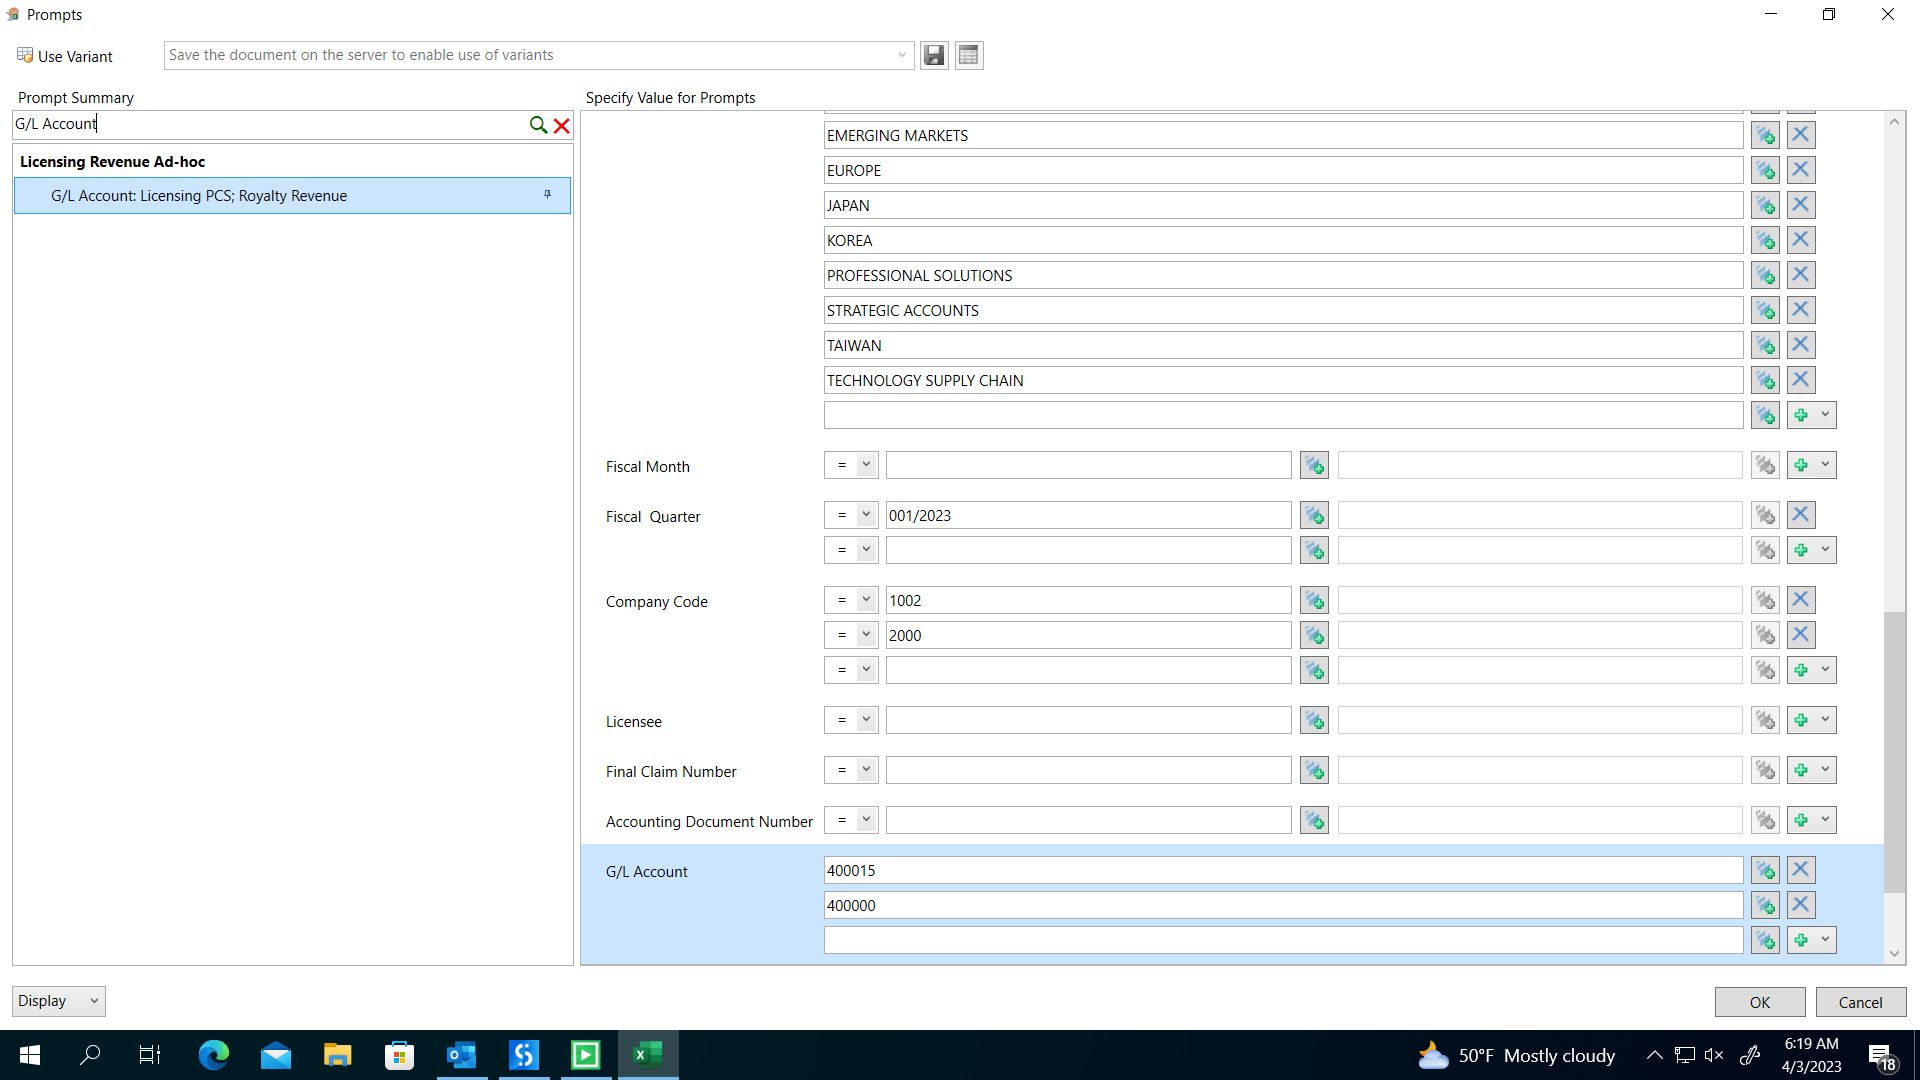 Prompts
Use Variant
Save the document on the server to enable use of variants
Prompt Summary
Specify Value for Prompts
G/L Account
Licensing Revenue Ad-hoc
G/L Account: Licensing PCS; Royalty Revenue
EMERGING MARKETS
EUROPE
JAPAN
KOREA
PROFESSIONAL SOLUTIONS
STRATEGIC ACCOUNTS
TAIWAN
TECHNOLOGY SUPPLY CHAIN
Fiscal Month =
Fiscal Quarter = 001/2023
=
Company Code = 1002
= 2000
=
Licensee =
Final Claim Number =
Accounting Document Number =
G/L Account 400015
400000
Display
OK
Cancel
50°F Mostly cloudy
6:19 AM
4/3/2023
18